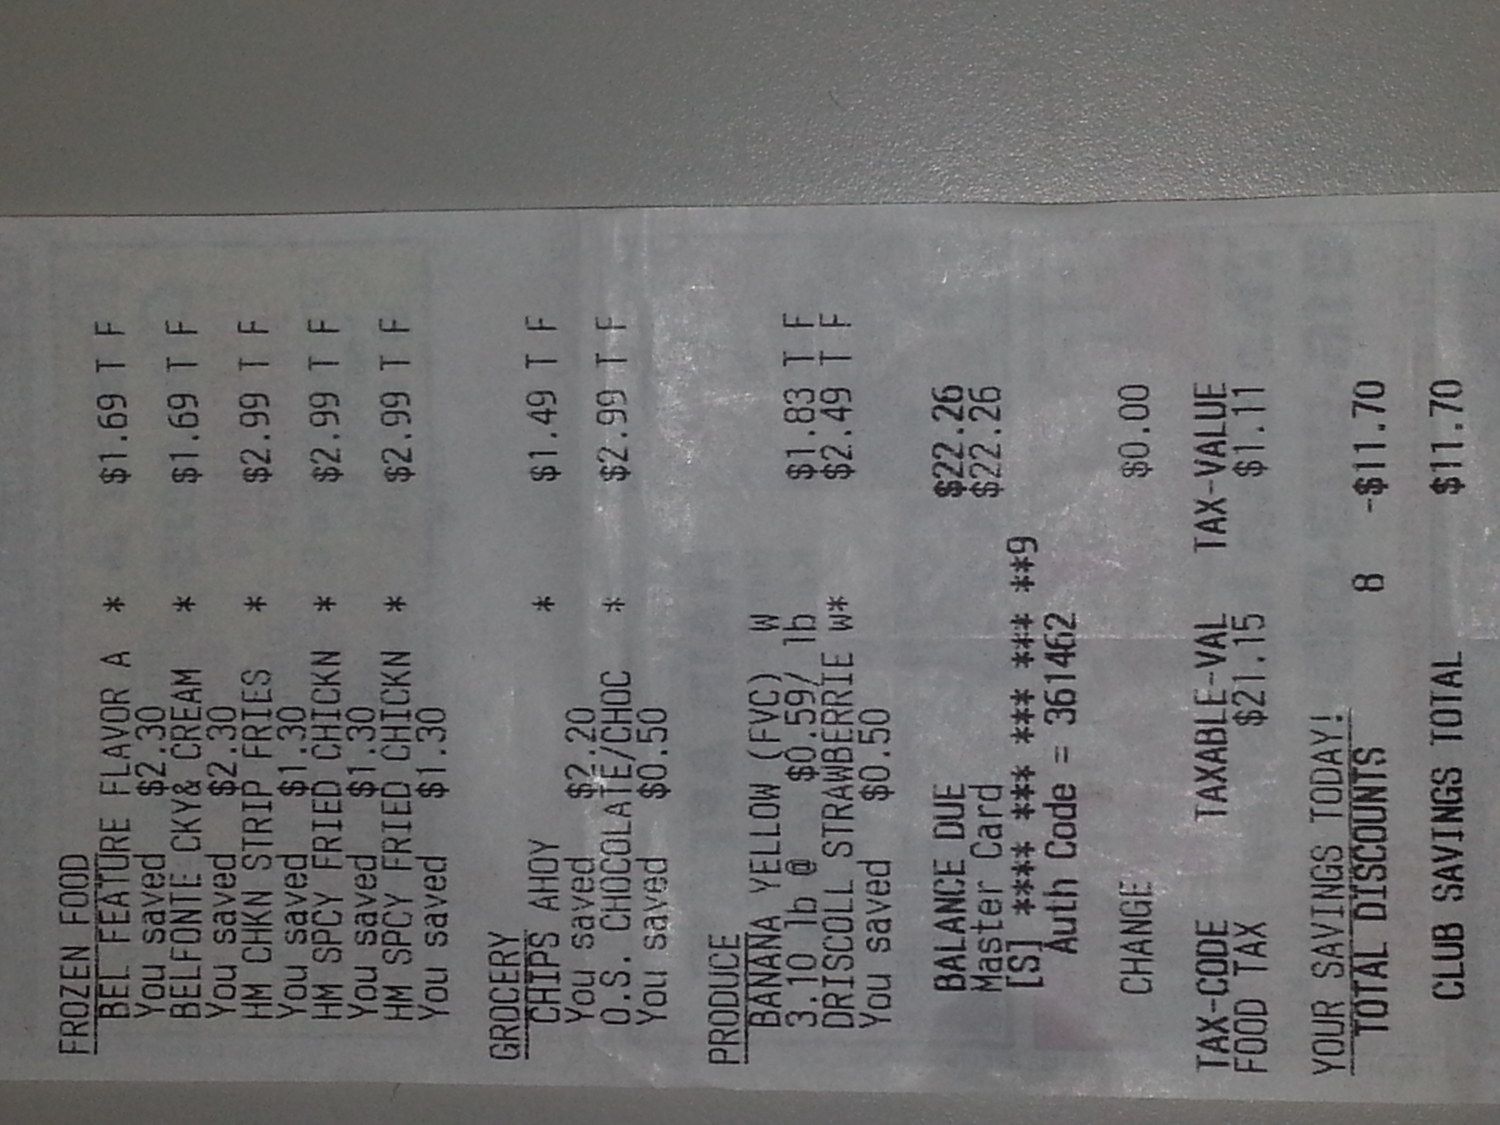 FROZEN FOOD
BEL FEATURE FLAVOR A * $1.69 T F
You saved $2.30
BELFONTE CKY& CREAM * $1.69 T F
You saved $2.30
HM CHKN STRIP FRIES * $2.99 T F
You saved $1.30
HM SPCY FRIED CHICKN * $2.99 T F
You saved $1.30
HM SPCY FRIED CHICKN * $2.99 T F
You saved $1.30
GROCERY
CHIPS AHOY * $1.49 T F
You saved $2.20
O.S. CHOCOLATE/CHOC * $2.99 T F
You saved $0.50
PRODUCE
BANANA YELLOW (FVC) W
3.10 lb @ $0.59/ lb $1.83 T F
DRISCOLL STRAWBERRIE W* $2.49 T F
You saved $0.50
BALANCE DUE $22.26
Master Card $22.26
[S] **** *** *** *** **9
Auth Code = 361462
CHANGE $0.00
TAX-CODE TAXABLE-VAL TAX-VALUE
FOOD TAX $21.15 $1.11
YOUR SAVINGS TODAY!
TOTAL DISCOUNTS 8 -$11.70
CLUB SAVINGS TOTAL $11.70